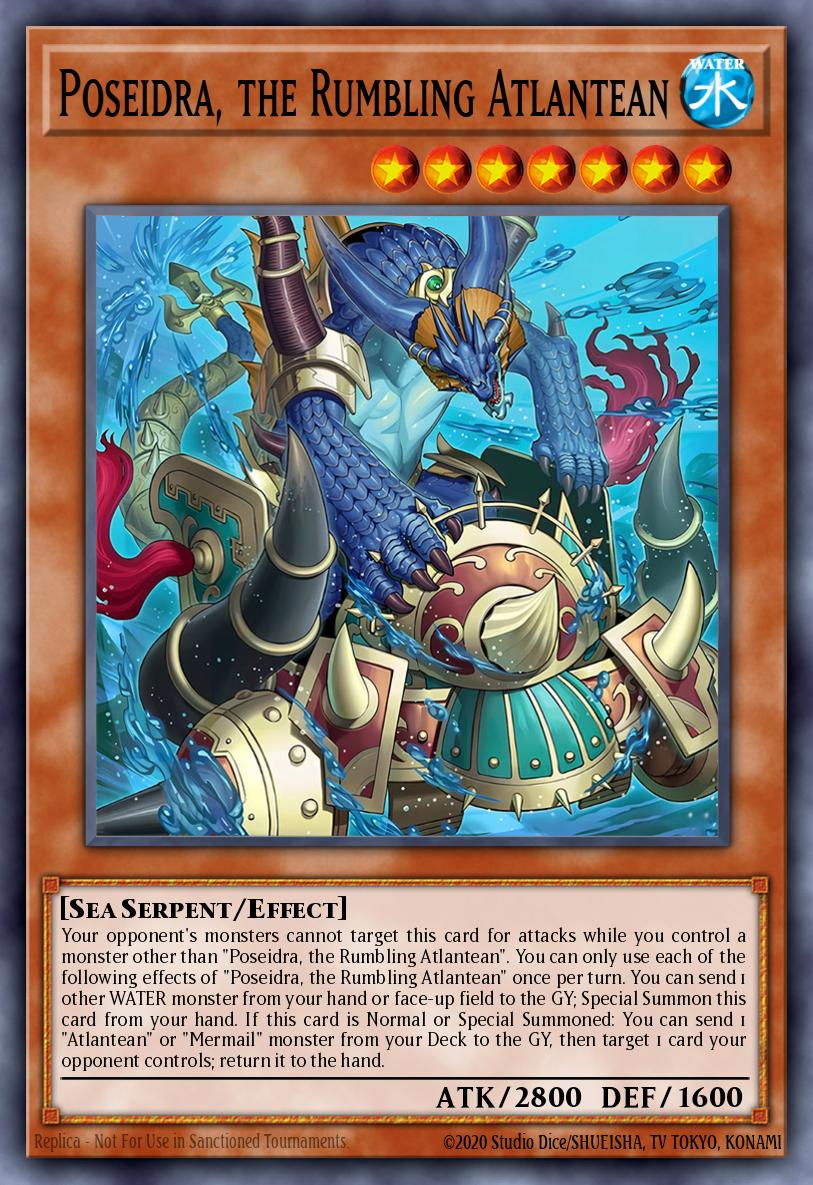 Poseidra, the Rumbling Atlantean
WATER
水
[Sea Serpent/Effect]
Your opponent's monsters cannot target this card for attacks while you control a
monster other than "Poseidra, the Rumbling Atlantean". You can only use each of the
following effects of "Poseidra, the Rumbling Atlantean" once per turn. You can send 1
other WATER monster from your hand or face-up field to the GY; Special Summon this
card from your hand. If this card is Normal or Special Summoned: You can send 1
"Atlantean" or "Mermail" monster from your Deck to the GY, then target 1 card your
opponent controls; return it to the hand.
ATK/2800 DEF/1600
Replica - Not For Use in Sanctioned Tournaments.
©2020 Studio Dice/SHUEISHA, TV TOKYO, KONAMI